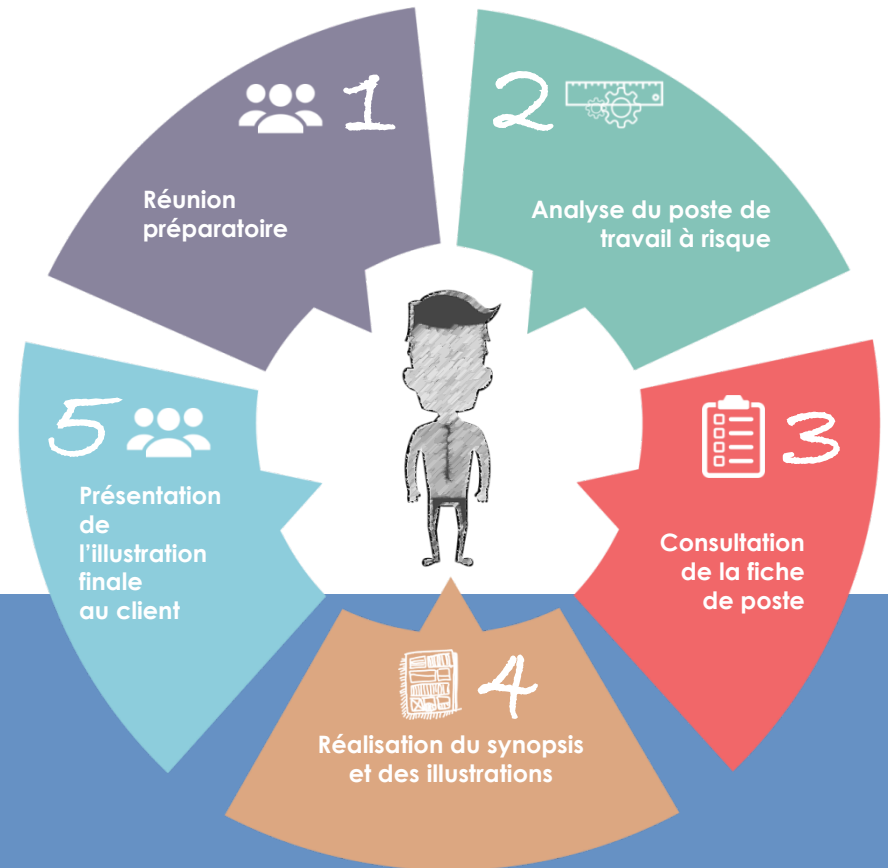 1
Réunion
préparatoire
2
Analyse du poste de
travail à risque
3
Consultation
de la fiche
de poste
4
Réalisation du synopsis
et des illustrations
5
Présentation
de
l'illustration
finale
au client